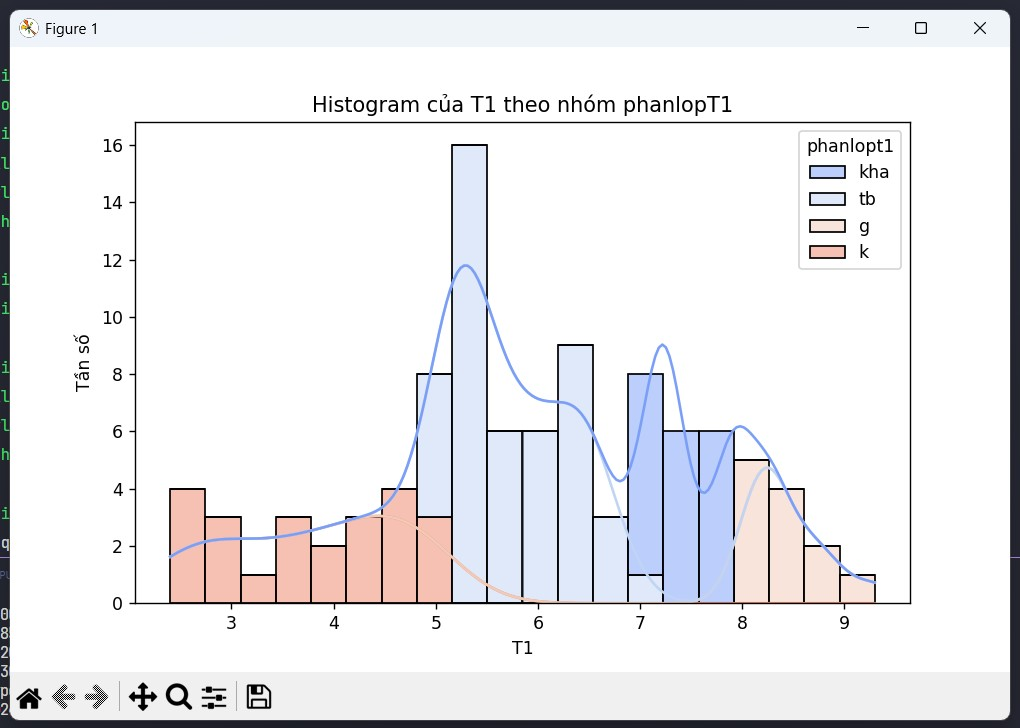 Figure 1
Histogram của T1 theo nhóm phanlopT1
phanlopt1
kha
tb
g
k
Tần số
16
14
12
10
8
6
4
2
0
3 4 5 6 7 8 9
T1